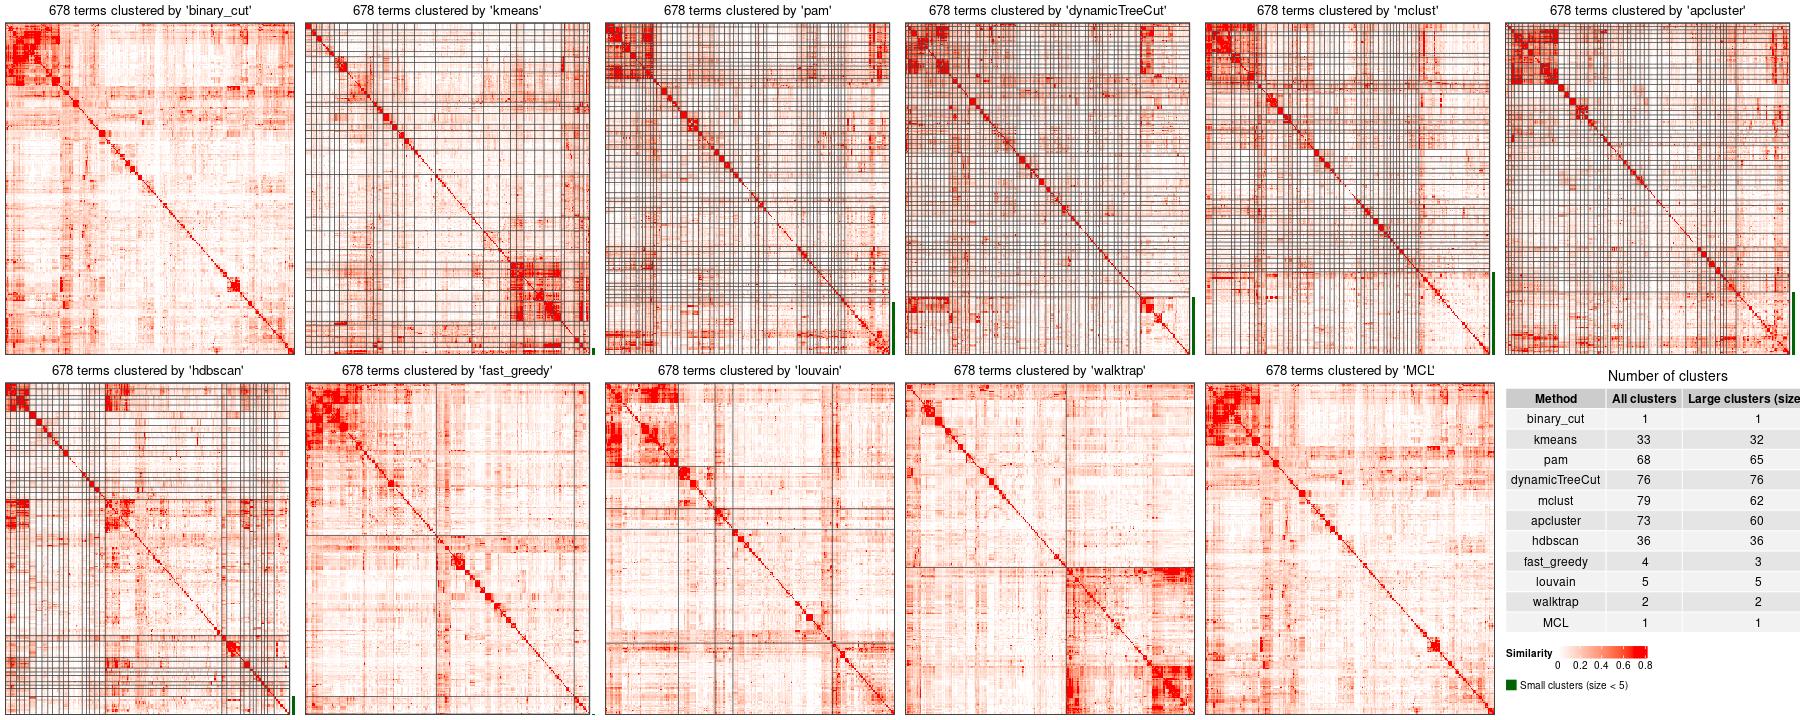 678 terms clustered by 'binary_cut'
678 terms clustered by 'kmeans'
678 terms clustered by 'pam'
678 terms clustered by 'dynamicTreeCut'
678 terms clustered by 'mclust'
678 terms clustered by 'apcluster'
678 terms clustered by 'hdbscan'
678 terms clustered by 'fast_greedy'
678 terms clustered by 'louvain'
678 terms clustered by 'walktrap'
678 terms clustered by 'MCL'
Number of clusters
Method All clusters Large clusters (size
binary_cut 1 1
kmeans 33 32
pam 68 65
dynamicTreeCut 76 76
mclust 79 62
apcluster 73 60
hdbscan 36 36
fast_greedy 4 3
louvain 5 5
walktrap 2 2
MCL 1 1
Similarity
0 0.2 0.4 0.6 0.8
Small clusters (size < 5)